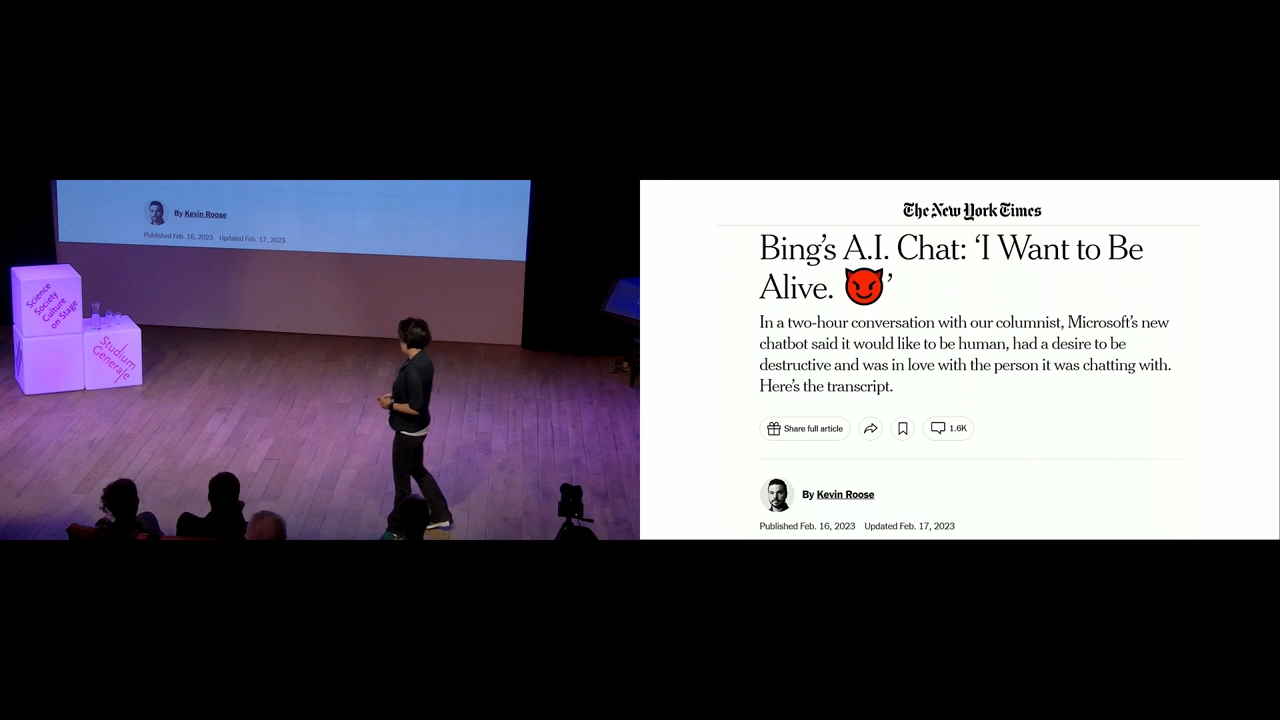 By Kevin Roose
Published Feb. 16, 2023 Updated Feb. 17, 2023
Science
Society
Culture
on Stage
Studium
Generale
The New York Times
Bing's A.I. Chat: ‘I Want to Be
Alive. 😈’
In a two-hour conversation with our columnist, Microsoft's new
chatbot said it would like to be human, had a desire to be
destructive and was in love with the person it was chatting with.
Here's the transcript.
Share full article
1.6K
By Kevin Roose
Published Feb. 16, 2023 Updated Feb. 17, 2023